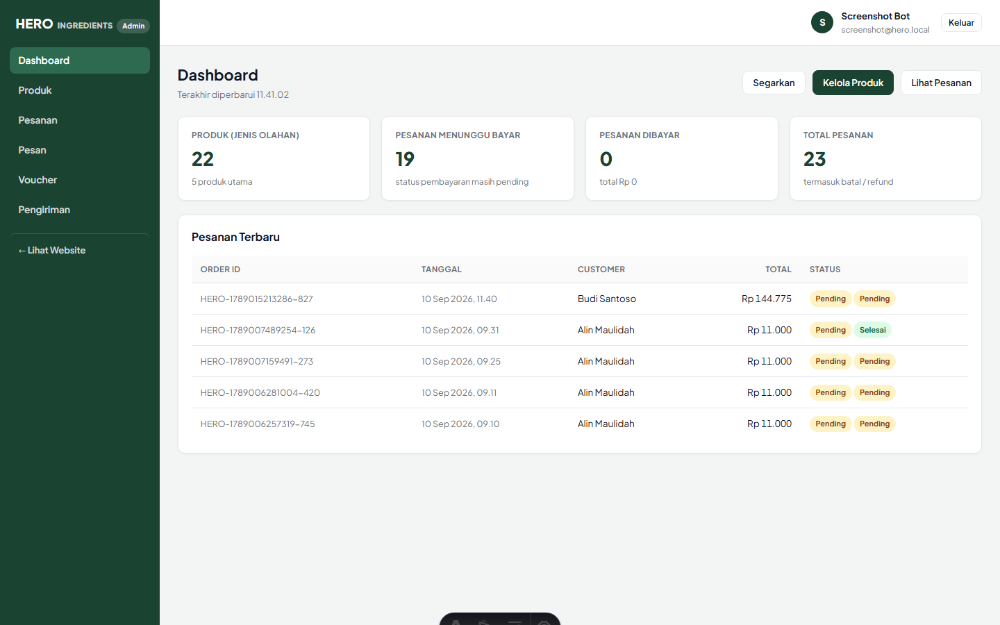 HERO INGREDIENTS Admin
Screenshot Bot
S
screenshot@hero.local
Keluar
Dashboard
Produk
Pesanan
Pesan
Voucher
Pengiriman
← Lihat Website
Dashboard
Terakhir diperbarui 11.41.02
Segarkan
Kelola Produk
Lihat Pesanan
PRODUK (JENIS OLAHAN)
22
5 produk utama
PESANAN MENUNGGU BAYAR
19
status pembayaran masih pending
PESANAN DIBAYAR
0
total Rp 0
TOTAL PESANAN
23
termasuk batal / refund
Pesanan Terbaru
ORDER ID TANGGAL CUSTOMER TOTAL STATUS
HERO-1789015213286-827 10 Sep 2026, 11.40 Budi Santoso Rp 144.775 Pending Pending
HERO-1789007489254-126 10 Sep 2026, 09.31 Alin Maulidah Rp 11.000 Pending Selesai
HERO-1789007159491-273 10 Sep 2026, 09.25 Alin Maulidah Rp 11.000 Pending Pending
HERO-1789006281004-420 10 Sep 2026, 09.11 Alin Maulidah Rp 11.000 Pending Pending
HERO-1789006257319-745 10 Sep 2026, 09.10 Alin Maulidah Rp 11.000 Pending Pending